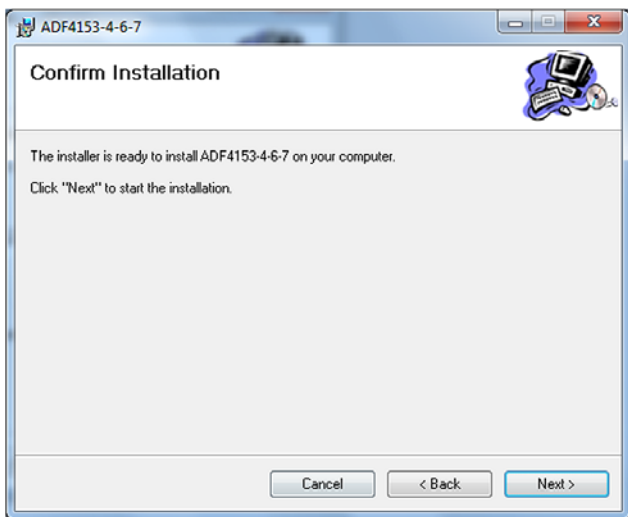 ADF4153-4-6-7
Confirm Installation
The installer is ready to install ADF4153-4-6-7 on your computer.
Click "Next" to start the installation.
Cancel
< Back
Next >